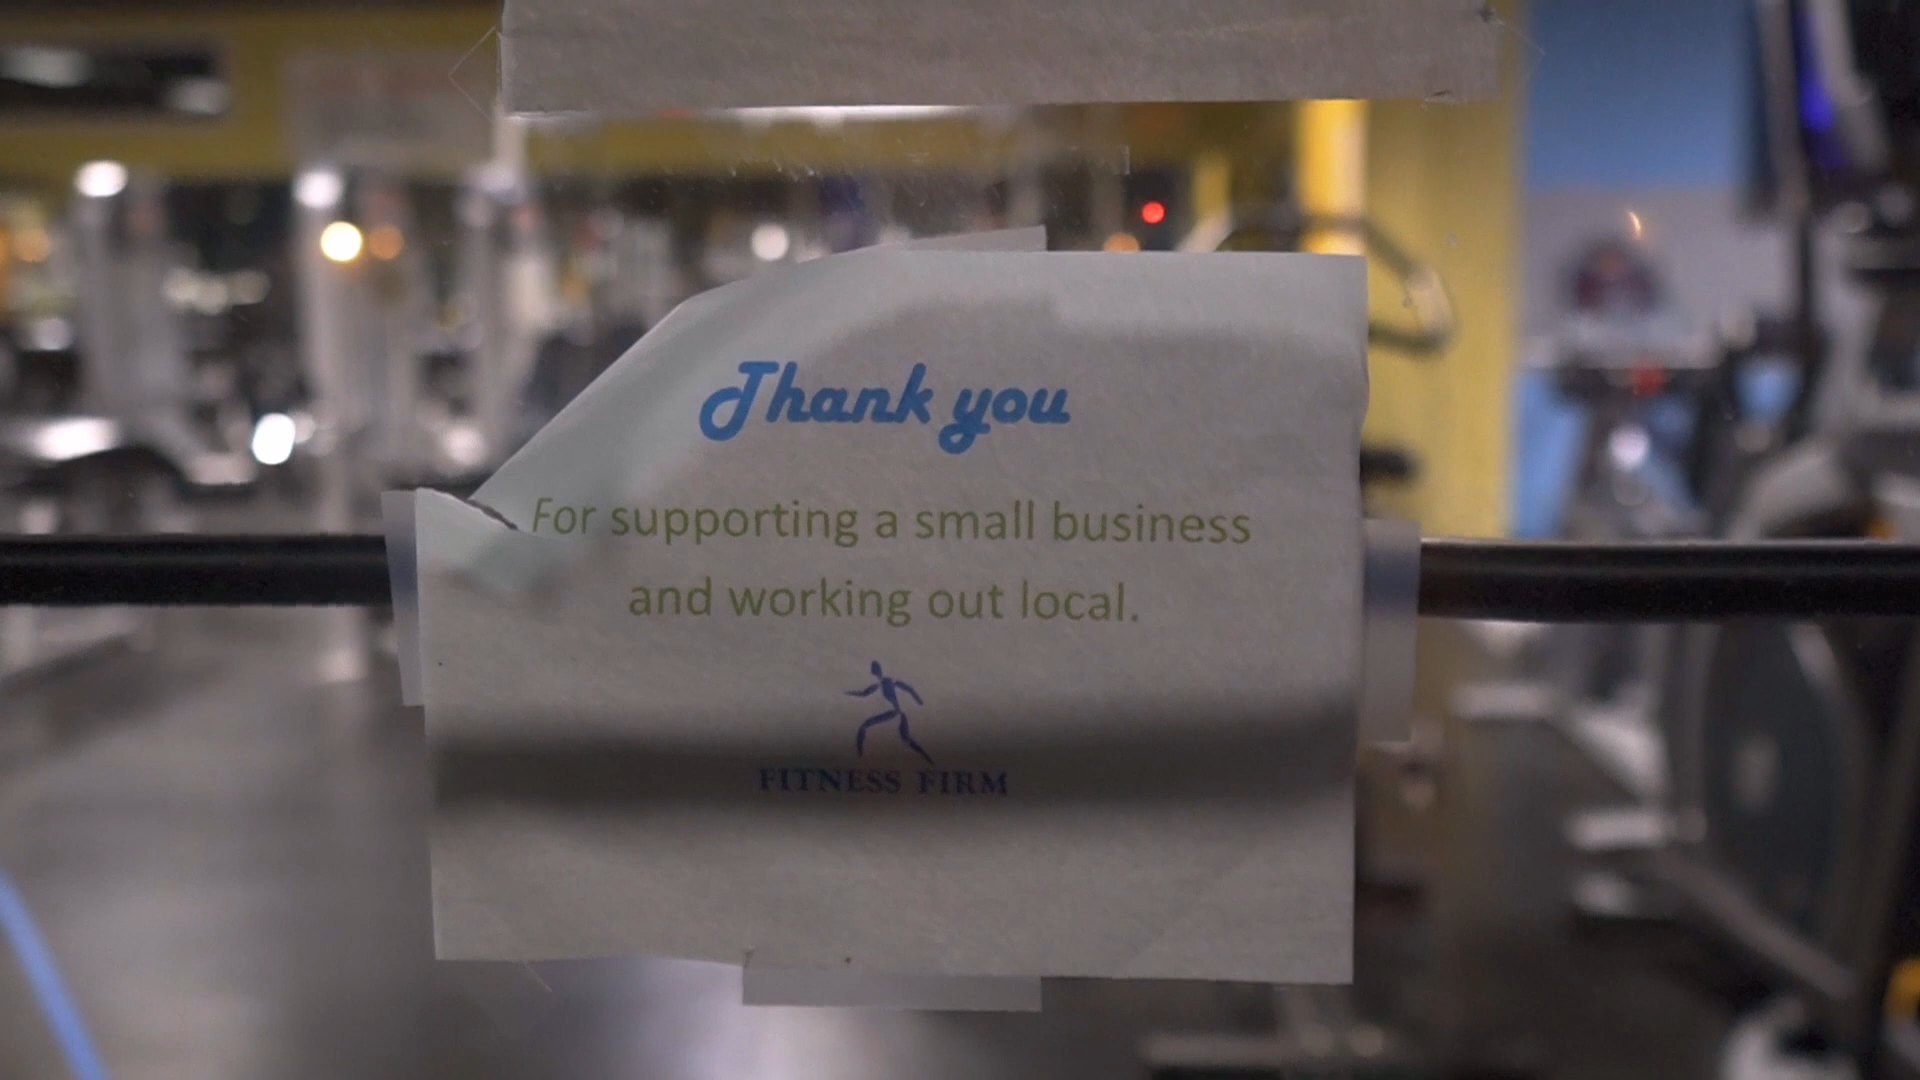 Thank you
For supporting a small business
and working out local.
FITNESS FIRM